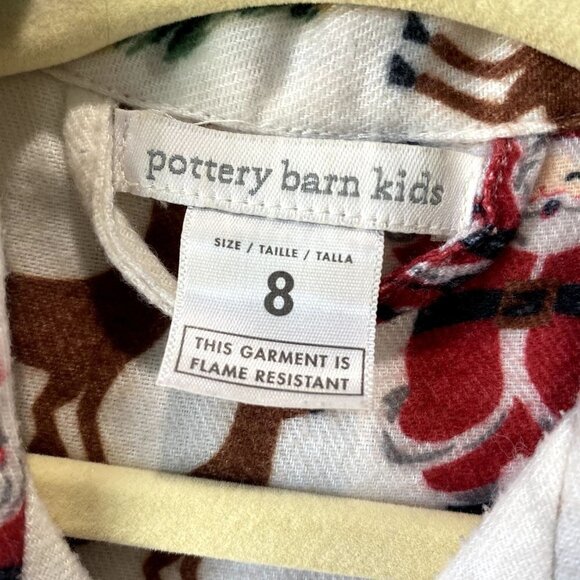 pottery barn kids
SIZE / TAILLE / TALLA
8
THIS GARMENT IS
FLAME RESISTANT